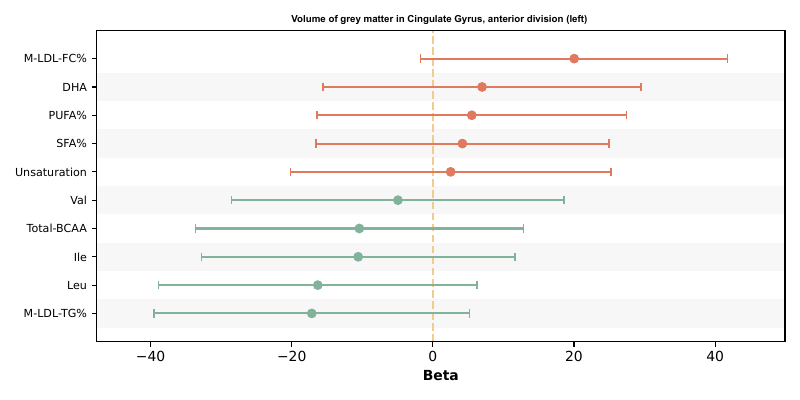 Volume of grey matter in Cingulate Gyrus, anterior division (left)
M-LDL-FC%
DHA
PUFA%
SFA%
Unsaturation
Val
Total-BCAA
Ile
Leu
M-LDL-TG%
−40 −20 0 20 40
Beta